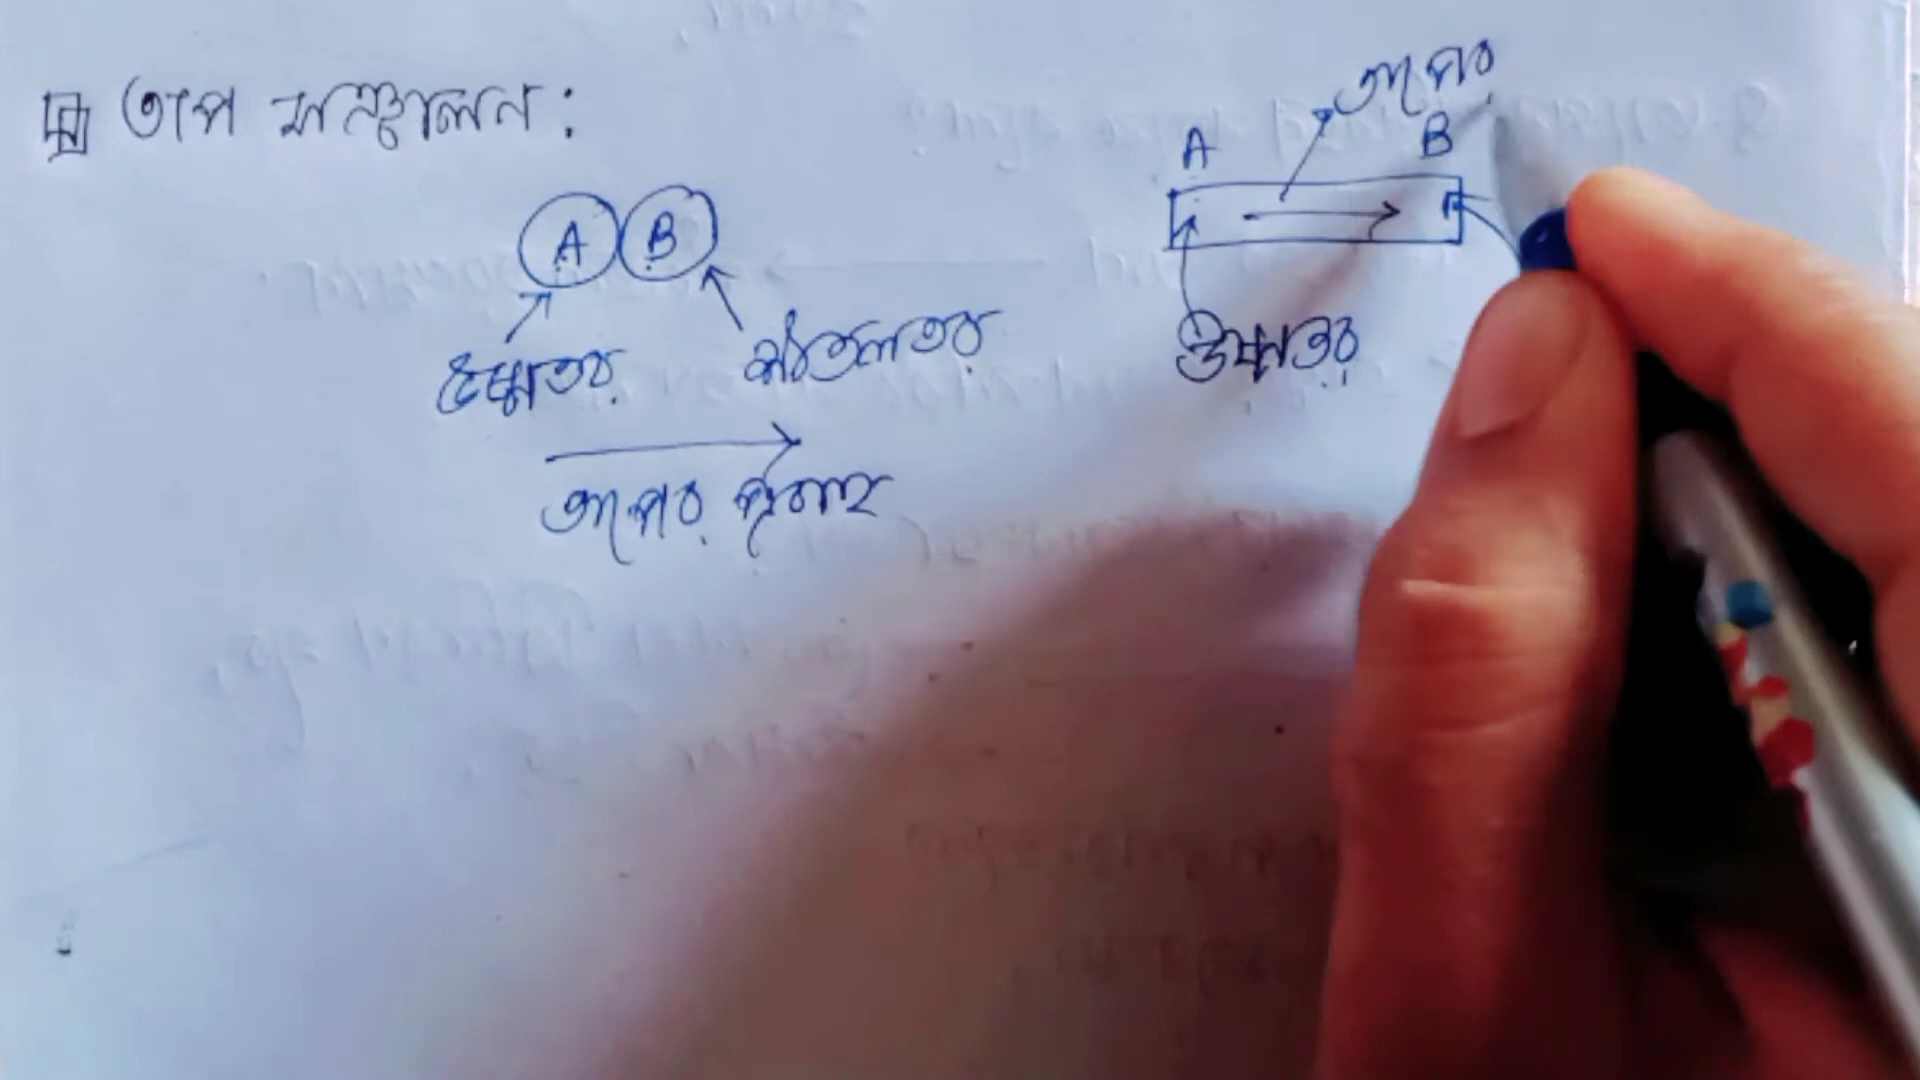 তাপ সঞ্চালন:
A B
উষ্ণতর শীতলতর
তাপের প্রবাহ
তাপের
A B
উষ্ণতর